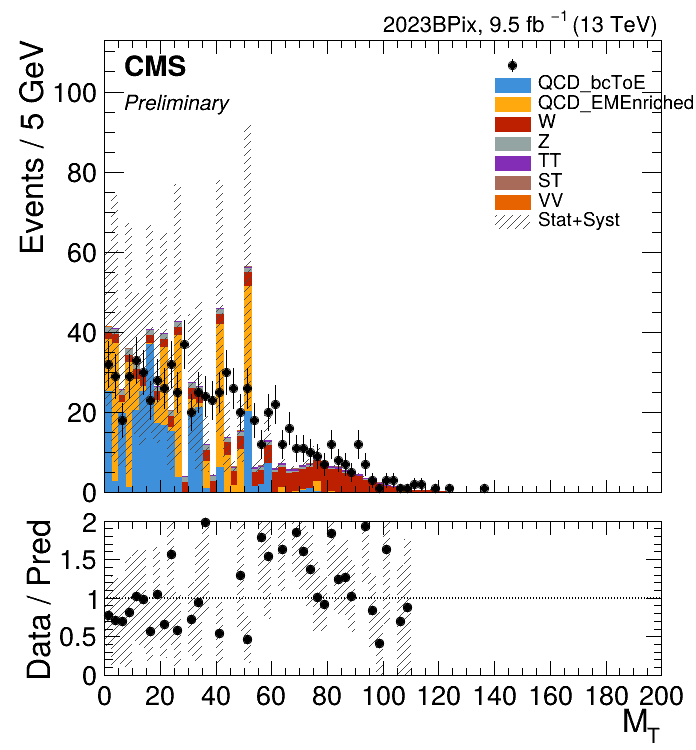 2023BPix, 9.5 fb⁻¹ (13 TeV)
CMS
Preliminary
QCD_bcToE
QCD_EMEnriched
W
Z
TT
ST
VV
Stat+Syst
Events / 5 GeV
100
80
60
40
20
0
Data / Pred
2
1.5
1
0.5
0
0 20 40 60 80 100 120 140 160 180 200
M_T